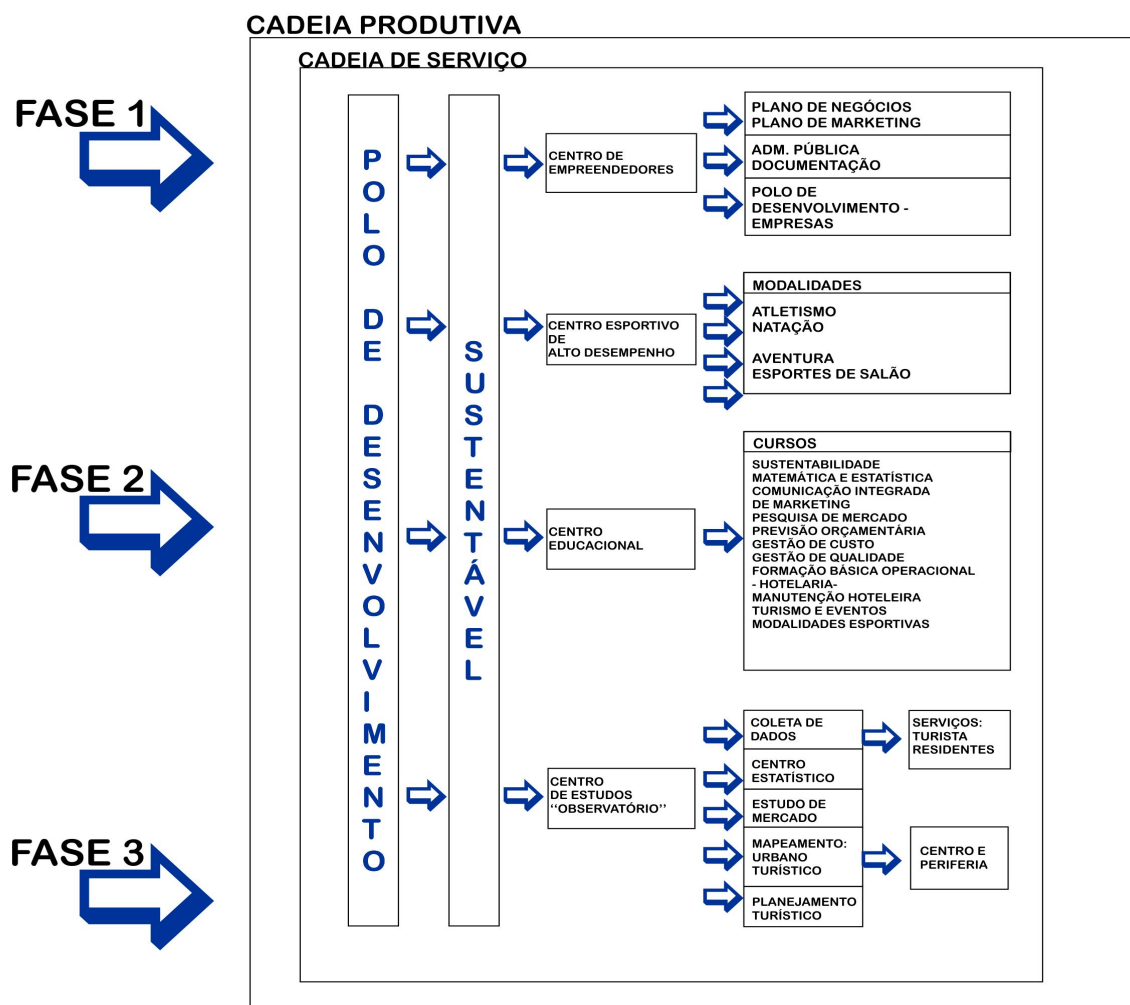 CADEIA PRODUTIVA
CADEIA DE SERVIÇO
FASE 1
FASE 2
FASE 3
POLO DE DESENVOLVIMENTO
SUSTENTÁVEL
CENTRO DE
EMPREENDEDORES
PLANO DE NEGÓCIOS
PLANO DE MARKETING
ADM. PÚBLICA
DOCUMENTAÇÃO
POLO DE
DESENVOLVIMENTO -
EMPRESAS
CENTRO ESPORTIVO
DE
ALTO DESEMPENHO
MODALIDADES
ATLETISMO
NATAÇÃO
AVENTURA
ESPORTES DE SALÃO
CENTRO
EDUCACIONAL
CURSOS
SUSTENTABILIDADE
MATEMÁTICA E ESTATÍSTICA
COMUNICAÇÃO INTEGRADA
DE MARKETING
PESQUISA DE MERCADO
PREVISÃO ORÇAMENTÁRIA
GESTÃO DE CUSTO
GESTÃO DE QUALIDADE
FORMAÇÃO BÁSICA OPERACIONAL
- HOTELARIA-
MANUTENÇÃO HOTELEIRA
TURISMO E EVENTOS
MODALIDADES ESPORTIVAS
CENTRO
DE ESTUDOS
‘‘OBSERVATÓRIO’’
COLETA DE
DADOS
CENTRO
ESTATÍSTICO
ESTUDO DE
MERCADO
MAPEAMENTO:
URBANO
TURÍSTICO
PLANEJAMENTO
TURÍSTICO
SERVIÇOS:
TURISTA
RESIDENTES
CENTRO E
PERIFERIA